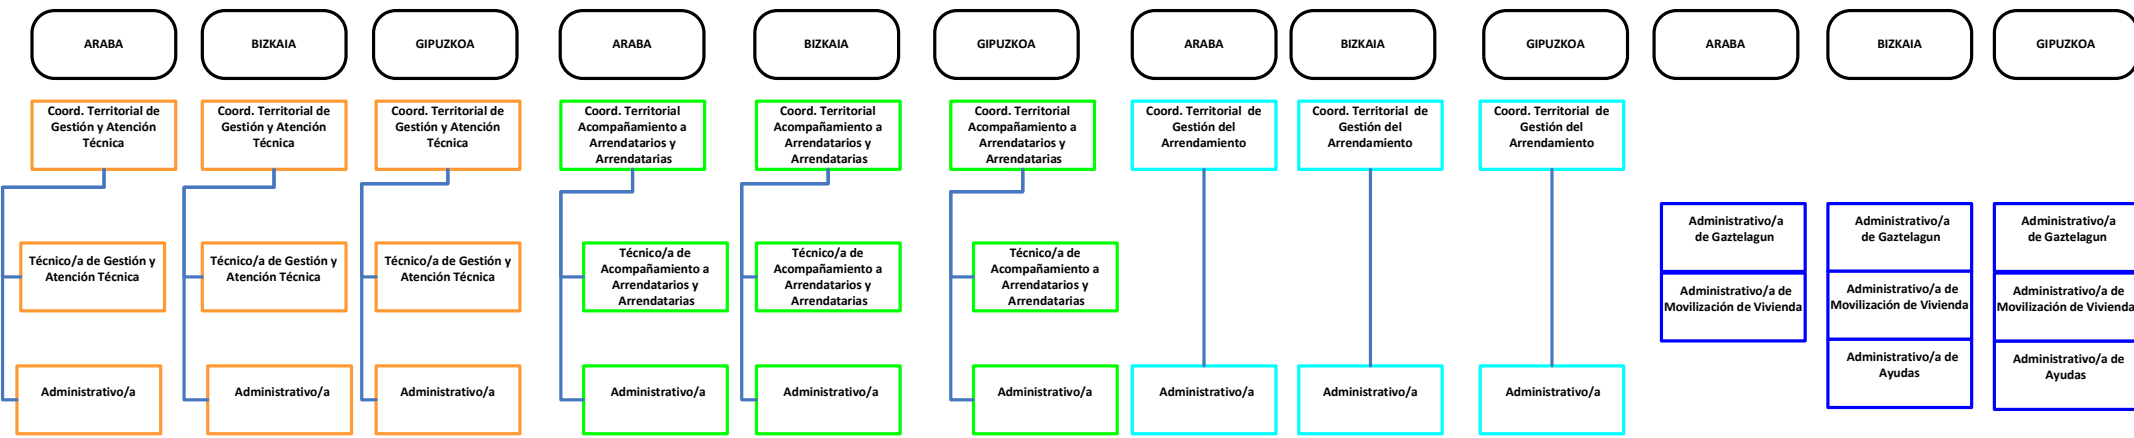 ARABA
BIZKAIA
GIPUZKOA
ARABA
BIZKAIA
GIPUZKOA
ARABA
BIZKAIA
GIPUZKOA
ARABA
BIZKAIA
GIPUZKOA
Coord. Territorial de
Gestión y Atención
Técnica
Coord. Territorial de
Gestión y Atención
Técnica
Coord. Territorial de
Gestión y Atención
Técnica
Coord. Territorial
Acompañamiento a
Arrendatarios y
Arrendatarias
Coord. Territorial
Acompañamiento a
Arrendatarios y
Arrendatarias
Coord. Territorial
Acompañamiento a
Arrendatarios y
Arrendatarias
Coord. Territorial de
Gestión del
Arrendamiento
Coord. Territorial de
Gestión del
Arrendamiento
Coord. Territorial de
Gestión del
Arrendamiento
Técnico/a de Gestión y
Atención Técnica
Técnico/a de Gestión y
Atención Técnica
Técnico/a de Gestión y
Atención Técnica
Técnico/a de
Acompañamiento a
Arrendatarios y
Arrendatarias
Técnico/a de
Acompañamiento a
Arrendatarios y
Arrendatarias
Técnico/a de
Acompañamiento a
Arrendatarios y
Arrendatarias
Administrativo/a
de Gaztelagun
Administrativo/a
de Gaztelagun
Administrativo/a
de Gaztelagun
Administrativo/a de
Movilización de Vivienda
Administrativo/a de
Movilización de Vivienda
Administrativo/a de
Movilización de Vivienda
Administrativo/a
Administrativo/a
Administrativo/a
Administrativo/a
Administrativo/a
Administrativo/a
Administrativo/a
Administrativo/a
Administrativo/a
Administrativo/a de
Ayudas
Administrativo/a de
Ayudas